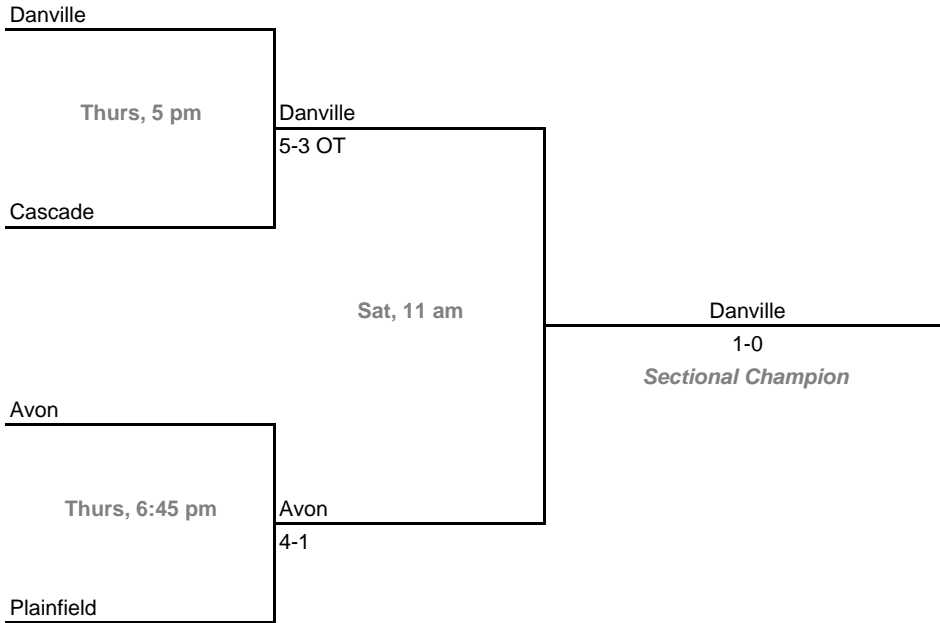 Danville
Thurs, 5 pm
Danville
5-3 OT
Cascade
Sat, 11 am
Danville
1-0
Sectional Champion
Avon
Thurs, 6:45 pm
Avon
4-1
Plainfield